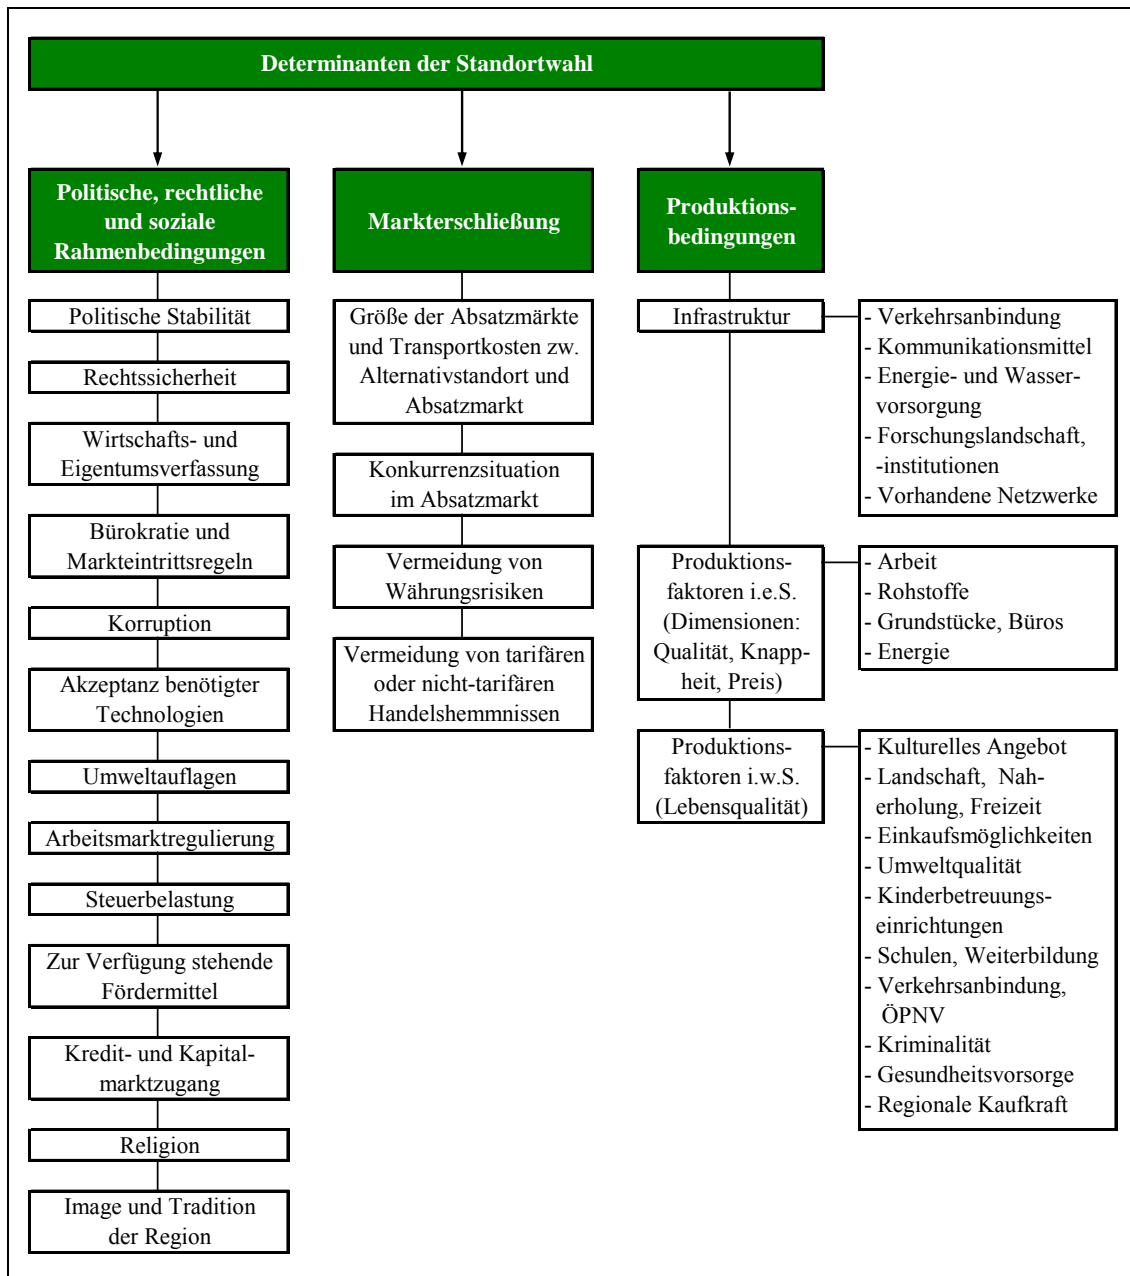 Determinanten der Standortwahl
Politische, rechtliche
und soziale
Rahmenbedingungen
Politische Stabilität
Rechtssicherheit
Wirtschafts- und
Eigentumsverfassung
Bürokratie und
Markteintrittsregeln
Korruption
Akzeptanz benötigter
Technologien
Umweltauflagen
Arbeitsmarktregulierung
Steuerbelastung
Zur Verfügung stehende
Fördermittel
Kredit- und Kapital-
marktzugang
Religion
Image und Tradition
der Region
Markterschließung
Größe der Absatzmärkte
und Transportkosten zw.
Alternativstandort und
Absatzmarkt
Konkurrenzsituation
im Absatzmarkt
Vermeidung von
Währungsrisiken
Vermeidung von tarifären
oder nicht-tarifären
Handelshemmnissen
Produktions-
bedingungen
Infrastruktur
- Verkehrsanbindung
- Kommunikationsmittel
- Energie- und Wasser-
vorsorgung
- Forschungslandschaft,
-institutionen
- Vorhandene Netzwerke
Produktions-
faktoren i.e.S.
(Dimensionen:
Qualität, Knapp-
heit, Preis)
- Arbeit
- Rohstoffe
- Grundstücke, Büros
- Energie
Produktions-
faktoren i.w.S.
(Lebensqualität)
- Kulturelles Angebot
- Landschaft, Nah-
erholung, Freizeit
- Einkaufsmöglichkeiten
- Umweltqualität
- Kinderbetreuungs-
einrichtungen
- Schulen, Weiterbildung
- Verkehrsanbindung,
ÖPNV
- Kriminalität
- Gesundheitsvorsorge
- Regionale Kaufkraft